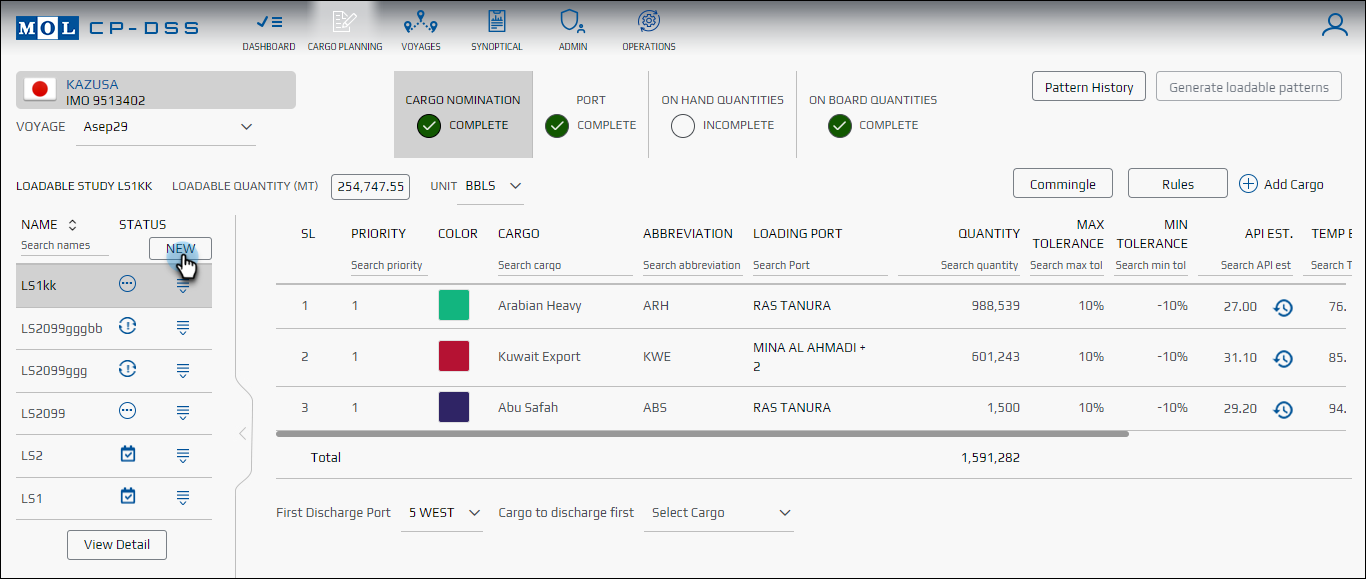 MOL CP-DSS
DASHBOARD CARGO PLANNING VOYAGES SYNOPTICAL ADMIN OPERATIONS
KAZUSA
IMO 9513402
VOYAGE Asep29
CARGO NOMINATION
COMPLETE
PORT
COMPLETE
ON HAND QUANTITIES
INCOMPLETE
ON BOARD QUANTITIES
COMPLETE
Pattern History Generate loadable patterns
LOADABLE STUDY LS1KK LOADABLE QUANTITY (MT) 254,747.55 UNIT BBLS
Commingle Rules Add Cargo
NAME STATUS
Search names NEW
LS1kk
LS2099gggbb
LS2099ggg
LS2099
LS2
LS1
View Detail
SL PRIORITY COLOR CARGO ABBREVIATION LOADING PORT QUANTITY MAX TOLERANCE MIN TOLERANCE API EST. TEMP E
Search priority Search cargo Search abbreviation Search Port Search quantity Search max tol Search min tol Search API est Search T
1 1 Arabian Heavy ARH RAS TANURA 988,539 10% -10% 27.00 76.
2 1 Kuwait Export KWE MINA AL AHMADI + 2 601,243 10% -10% 31.10 85.
3 1 Abu Safah ABS RAS TANURA 1,500 10% -10% 29.20 94.
Total 1,591,282
First Discharge Port 5 WEST Cargo to discharge first Select Cargo